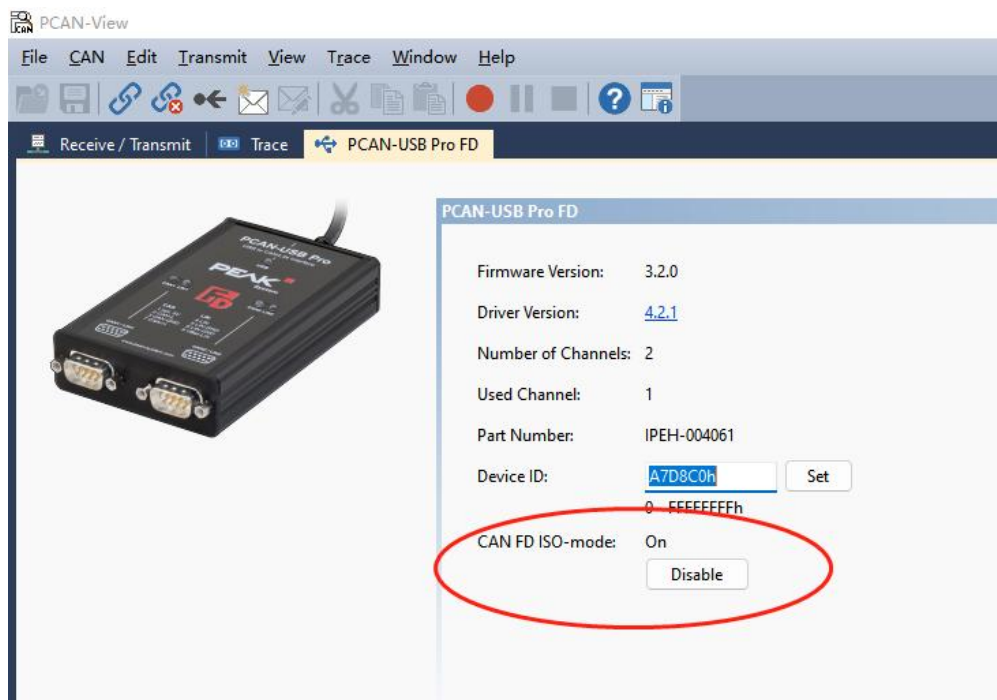 PCAN-View
File CAN Edit Transmit View Trace Window Help
Receive / Transmit Trace PCAN-USB Pro FD
PCAN-USB Pro FD
PCAN-USB Pro
PEAK
System
Firmware Version: 3.2.0
Driver Version: 4.2.1
Number of Channels: 2
Used Channel: 1
Part Number: IPEH-004061
Device ID: A7D8C0h Set
0 - FFFFFFFFh
CAN FD ISO-mode: On
Disable